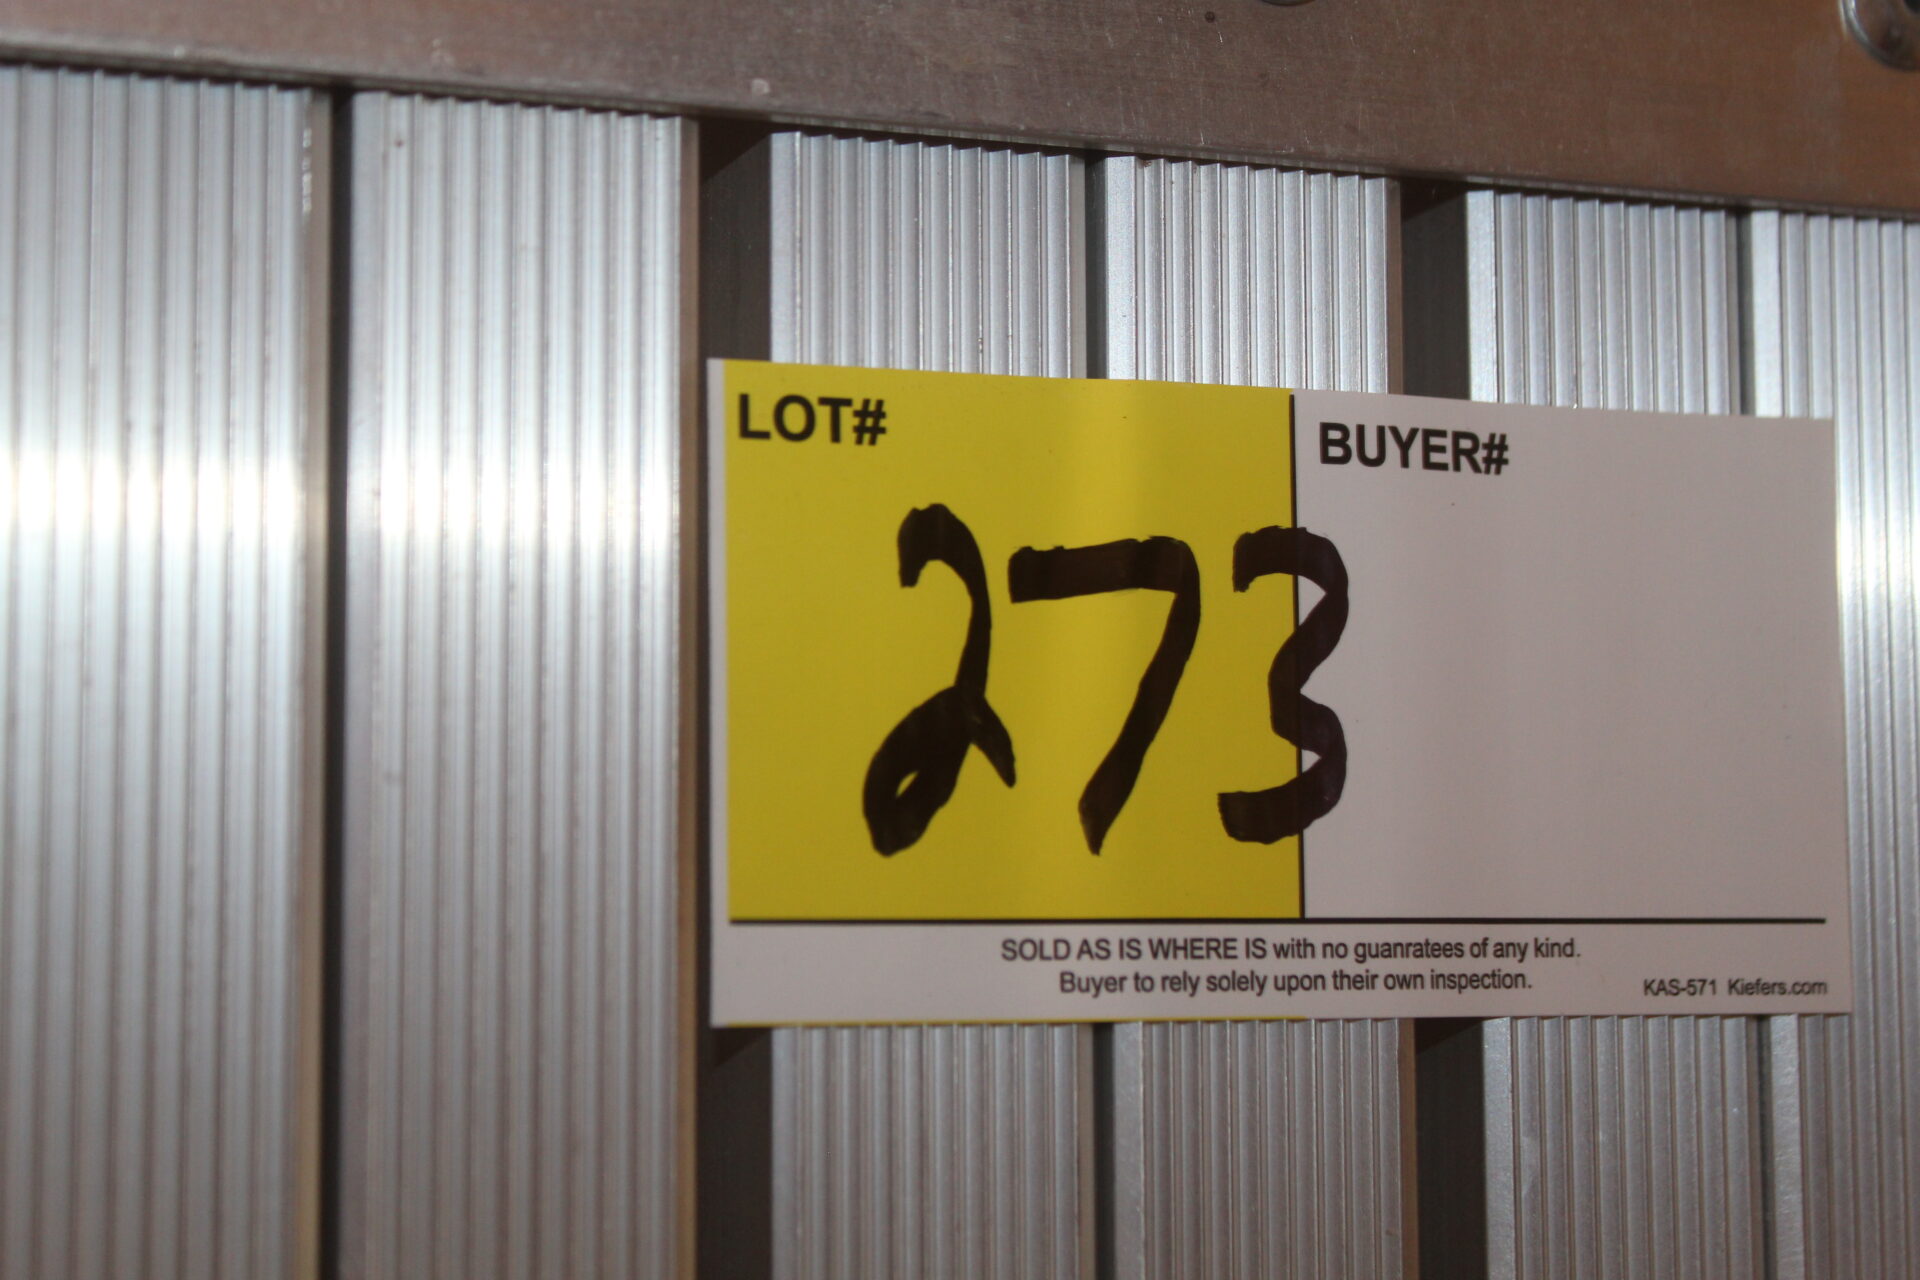 LOT#
BUYER#
273
SOLD AS IS WHERE IS with no guanratees of any kind.
Buyer to rely solely upon their own inspection.
KAS-571 Kiefers.com